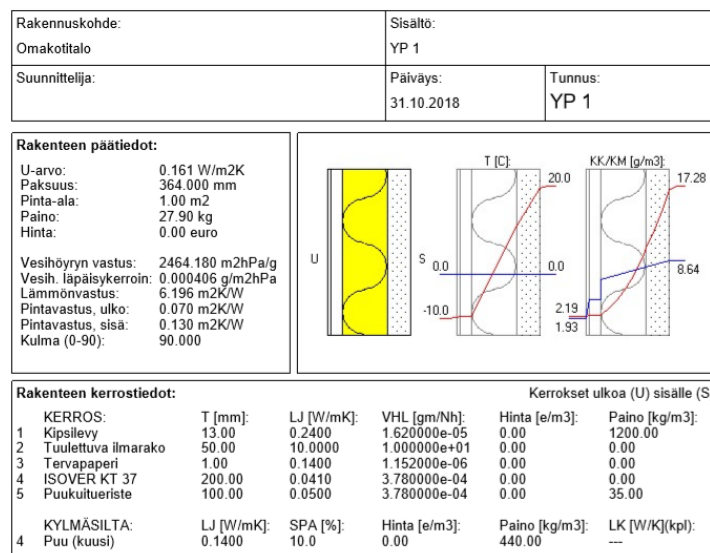 Rakennuskohde:
Omakotitalo
Sisältö:
YP 1
Suunnittelija:
Päiväys:
31.10.2018
Tunnus:
YP 1
Rakenteen päätiedot:
U-arvo: 0.161 W/m2K
Paksuus: 364.000 mm
Pinta-ala: 1.00 m2
Paino: 27.90 kg
Hinta: 0.00 euro
Vesihöyryn vastus: 2464.180 m2hPa/g
Vesih. läpäisykerroin: 0.000406 g/m2hPa
Lämmönvastus: 6.196 m2K/W
Pintavastus, ulko: 0.070 m2K/W
Pintavastus, sisä: 0.130 m2K/W
Kulma (0-90): 90.000
U
S
T [C]:
20.0
0.0
0.0
-10.0
KK/KM [g/m3]:
17.28
8.64
2.19
1.93
Rakenteen kerrostiedot: Kerrokset ulkoa (U) sisälle (S
KERROS: T [mm]: LJ [W/mK]: VHL [gm/Nh]: Hinta [e/m3]: Paino [kg/m3]:
1 Kipsilevy 13.00 0.2400 1.620000e-05 0.00 1200.00
2 Tuulettuva ilmarako 50.00 10.0000 1.000000e+01 0.00 0.00
3 Tervapaperi 1.00 0.1400 1.152000e-06 0.00 0.00
4 ISOVER KT 37 200.00 0.0410 3.780000e-04 0.00 0.00
5 Puukuitueriste 100.00 0.0500 3.780000e-04 0.00 35.00
KYLMÄSILTA: LJ [W/mK]: SPA [%]: Hinta [e/m3]: Paino [kg/m3]: LK [W/K](kpl):
4 Puu (kuusi) 0.1400 10.0 0.00 440.00 ---